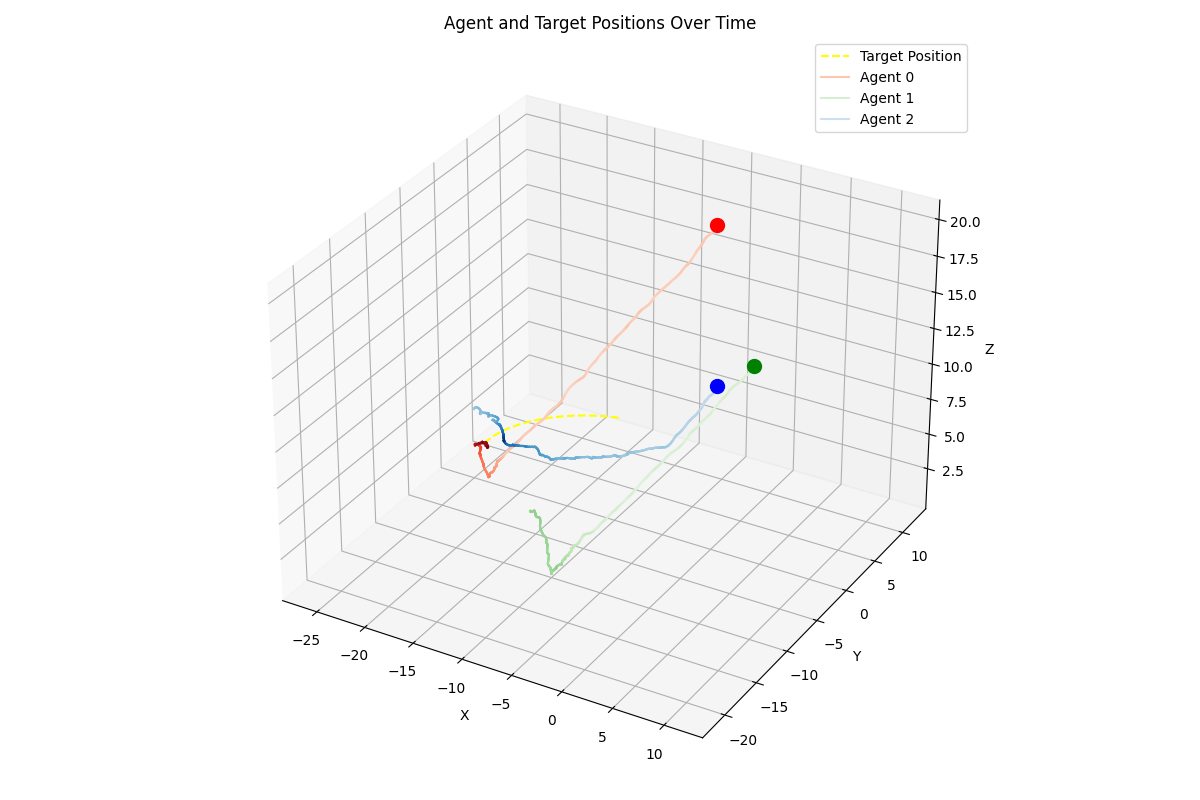 Agent and Target Positions Over Time
Target Position
Agent 0
Agent 1
Agent 2
20.0
17.5
15.0
12.5
10.0
7.5
5.0
2.5
Z
10
5
0
−5
−10
−15
−20
Y
−25
−20
−15
−10
−5
0
5
10
X